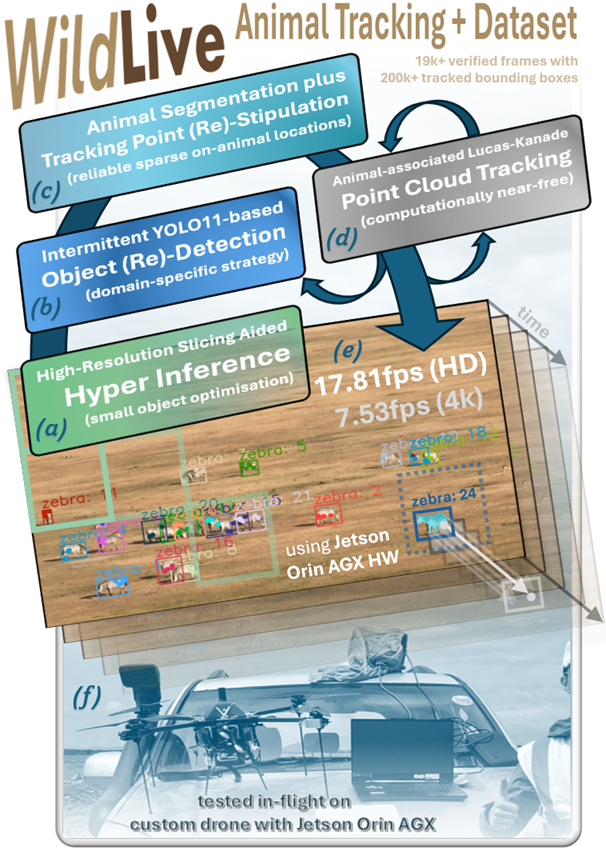 WildLive Animal Tracking + Dataset
19k+ verified frames with
200k+ tracked bounding boxes
Animal Segmentation plus
Tracking Point (Re)-Stipulation
(reliable sparse on-animal locations)
(c)
Animal-associated Lucas-Kanade
Point Cloud Tracking
(computationally near-free)
(d)
Intermittent YOLO11-based
Object (Re)-Detection
(domain-specific strategy)
(b)
High-Resolution Slicing Aided
Hyper Inference
(small object optimisation)
(a)
time
(e)
17.81fps (HD)
7.53fps (4k)
zebra: 5
zebra: 18
zebra:
zebra: 24
zebra: 20
21
zebra: 2
using Jetson
Orin AGX HW
(f)
tested in-flight on
custom drone with Jetson Orin AGX